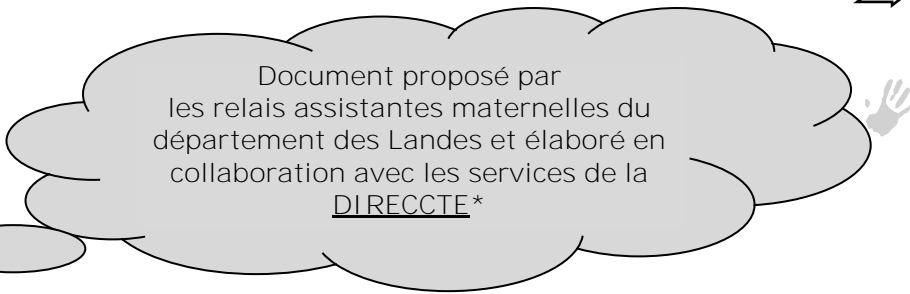 Document proposé par
les relais assistantes maternelles du
département des Landes et élaboré en
collaboration avec les services de la
DIRECCTE*